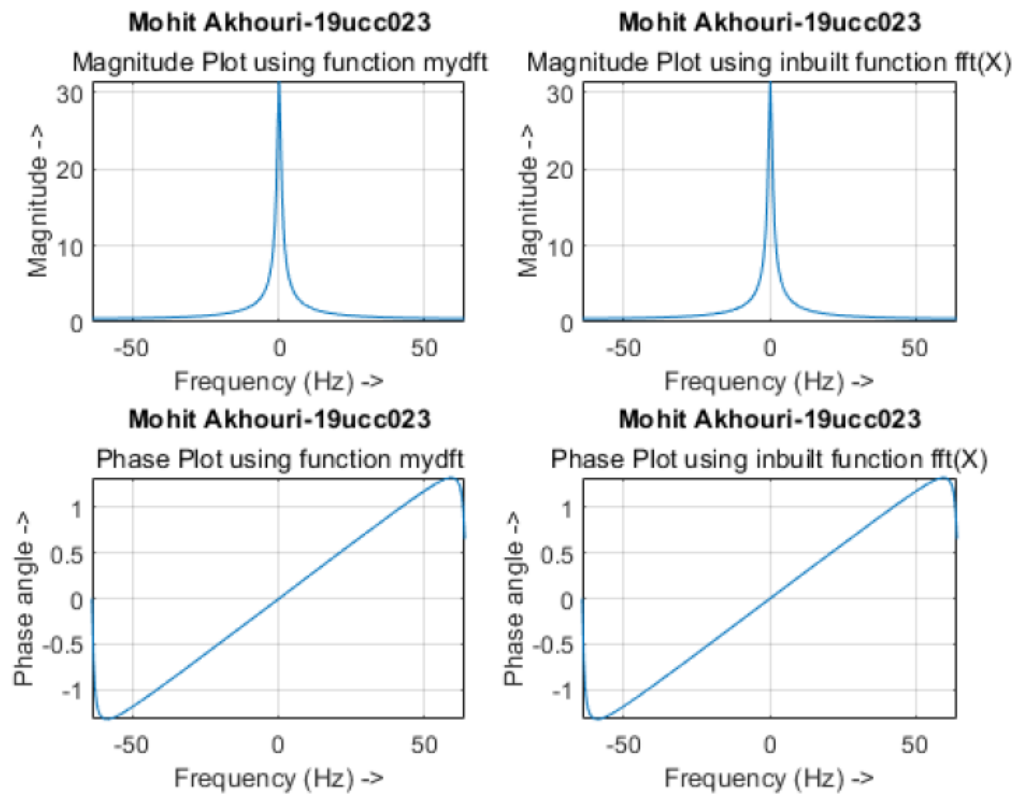 Mohit Akhouri-19ucc023
Magnitude Plot using function mydft
30
20
10
0
Magnitude ->
-50 0 50
Frequency (Hz) ->
Mohit Akhouri-19ucc023
Magnitude Plot using inbuilt function fft(X)
30
20
10
0
Magnitude ->
-50 0 50
Frequency (Hz) ->
Mohit Akhouri-19ucc023
Phase Plot using function mydft
1
0.5
0
-0.5
-1
Phase angle ->
-50 0 50
Frequency (Hz) ->
Mohit Akhouri-19ucc023
Phase Plot using inbuilt function fft(X)
1
0.5
0
-0.5
-1
Phase angle ->
-50 0 50
Frequency (Hz) ->